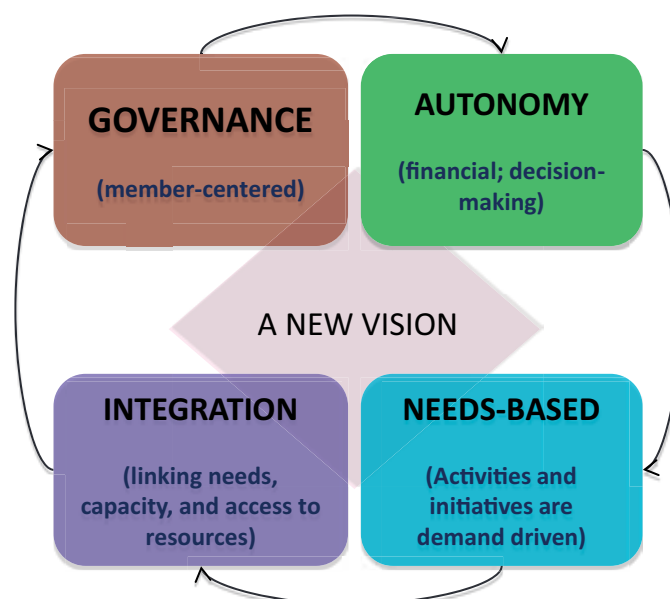 GOVERNANCE
(member-centered)
AUTONOMY
(financial; decision-
making)
A NEW VISION
INTEGRATION
(linking needs,
capacity, and access to
resources)
NEEDS-BASED
(Activities and
initiatives are
demand driven)